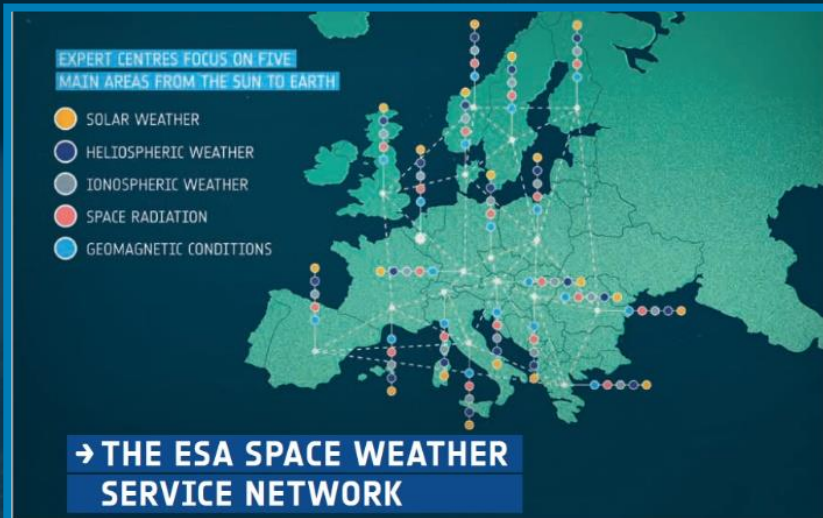 EXPERT CENTRES FOCUS ON FIVE
MAIN AREAS FROM THE SUN TO EARTH
SOLAR WEATHER
HELIOSPHERIC WEATHER
IONOSPHERIC WEATHER
SPACE RADIATION
GEOMAGNETIC CONDITIONS
→ THE ESA SPACE WEATHER
SERVICE NETWORK